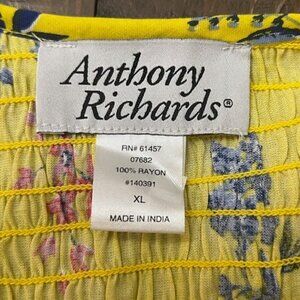 Anthony
Richards®
RN# 61457
07682
100% RAYON
#140391
XL
MADE IN INDIA